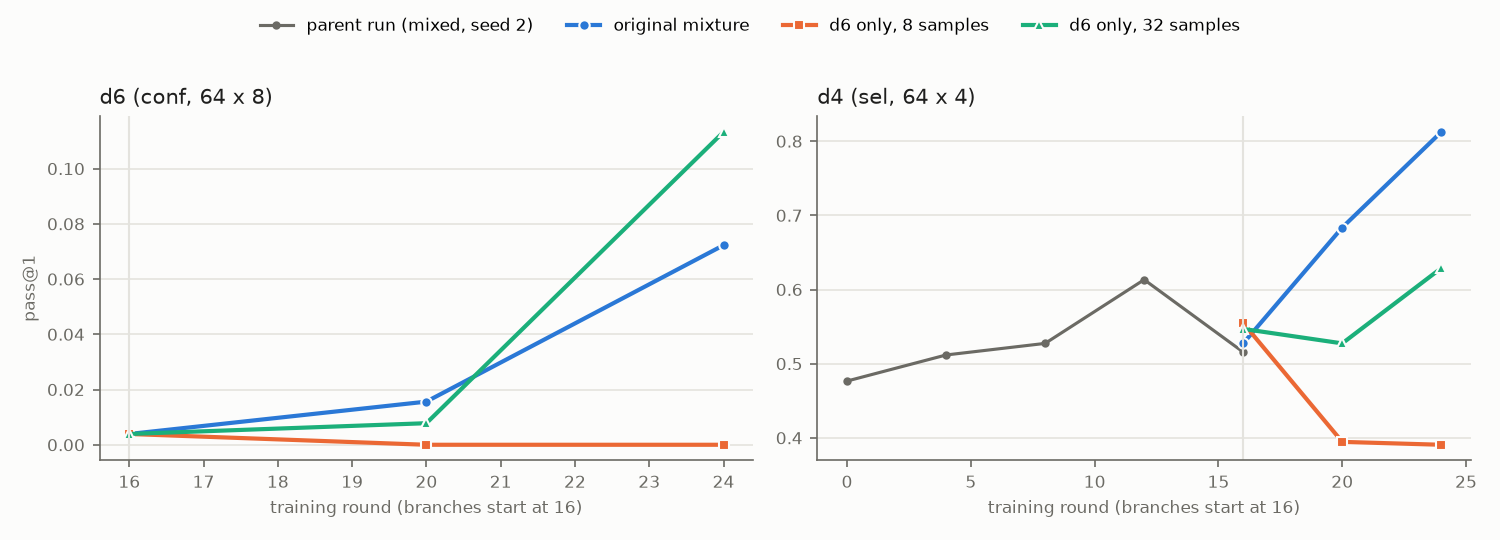 parent run (mixed, seed 2) original mixture d6 only, 8 samples d6 only, 32 samples
d6 (conf, 64 x 8)
pass@1
0.10
0.08
0.06
0.04
0.02
0.00
16 17 18 19 20 21 22 23 24
training round (branches start at 16)
d4 (sel, 64 x 4)
0.8
0.7
0.6
0.5
0.4
0 5 10 15 20 25
training round (branches start at 16)